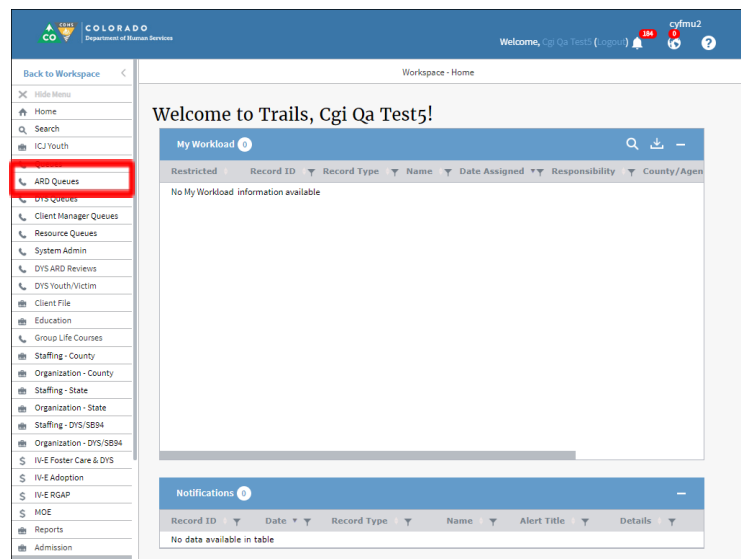 cyfmu2
CDHS
CO
COLORADO
Department of Human Services
Welcome, Cgi Qa Test5 (Logout)
184
0
?
Back to Workspace <
Workspace - Home
Hide Menu
Home
Search
ICJ Youth
Queues
ARD Queues
DYS Queues
Client Manager Queues
Resource Queues
System Admin
DYS ARD Reviews
DYS Youth/Victim
Client File
Education
Group Life Courses
Staffing - County
Organization - County
Staffing - State
Organization - State
Staffing - DYS/SB94
Organization - DYS/SB94
$ IV-E Foster Care & DYS
$ IV-E Adoption
$ IV-E RGAP
$ MOE
Reports
Admission
Welcome to Trails, Cgi Qa Test5!
My Workload 0
Restricted Record ID Record Type Name Date Assigned Responsibility County/Agen
No My Workload information available
Notifications 0
Record ID Date Record Type Name Alert Title Details
No data available in table